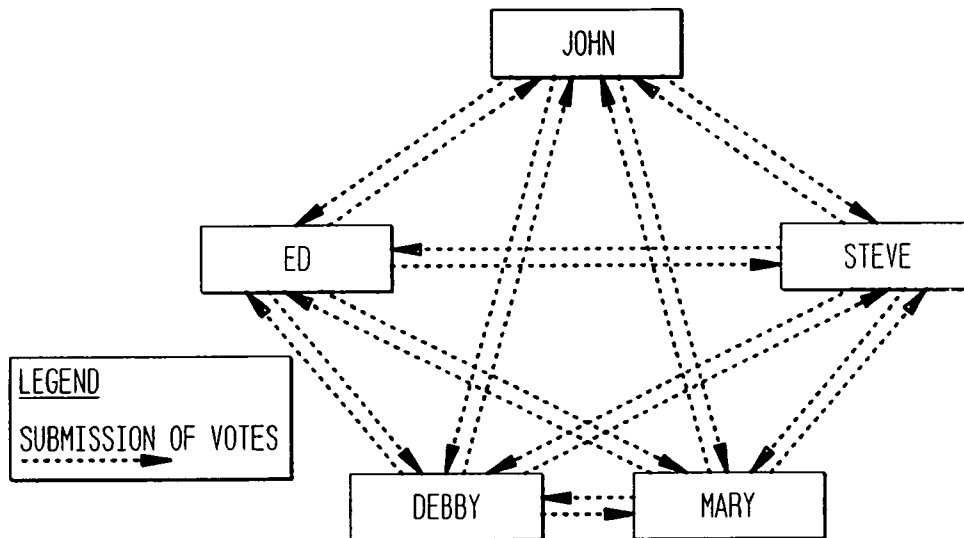 JOHN
ED
STEVE
LEGEND
SUBMISSION OF VOTES
DEBBY
MARY